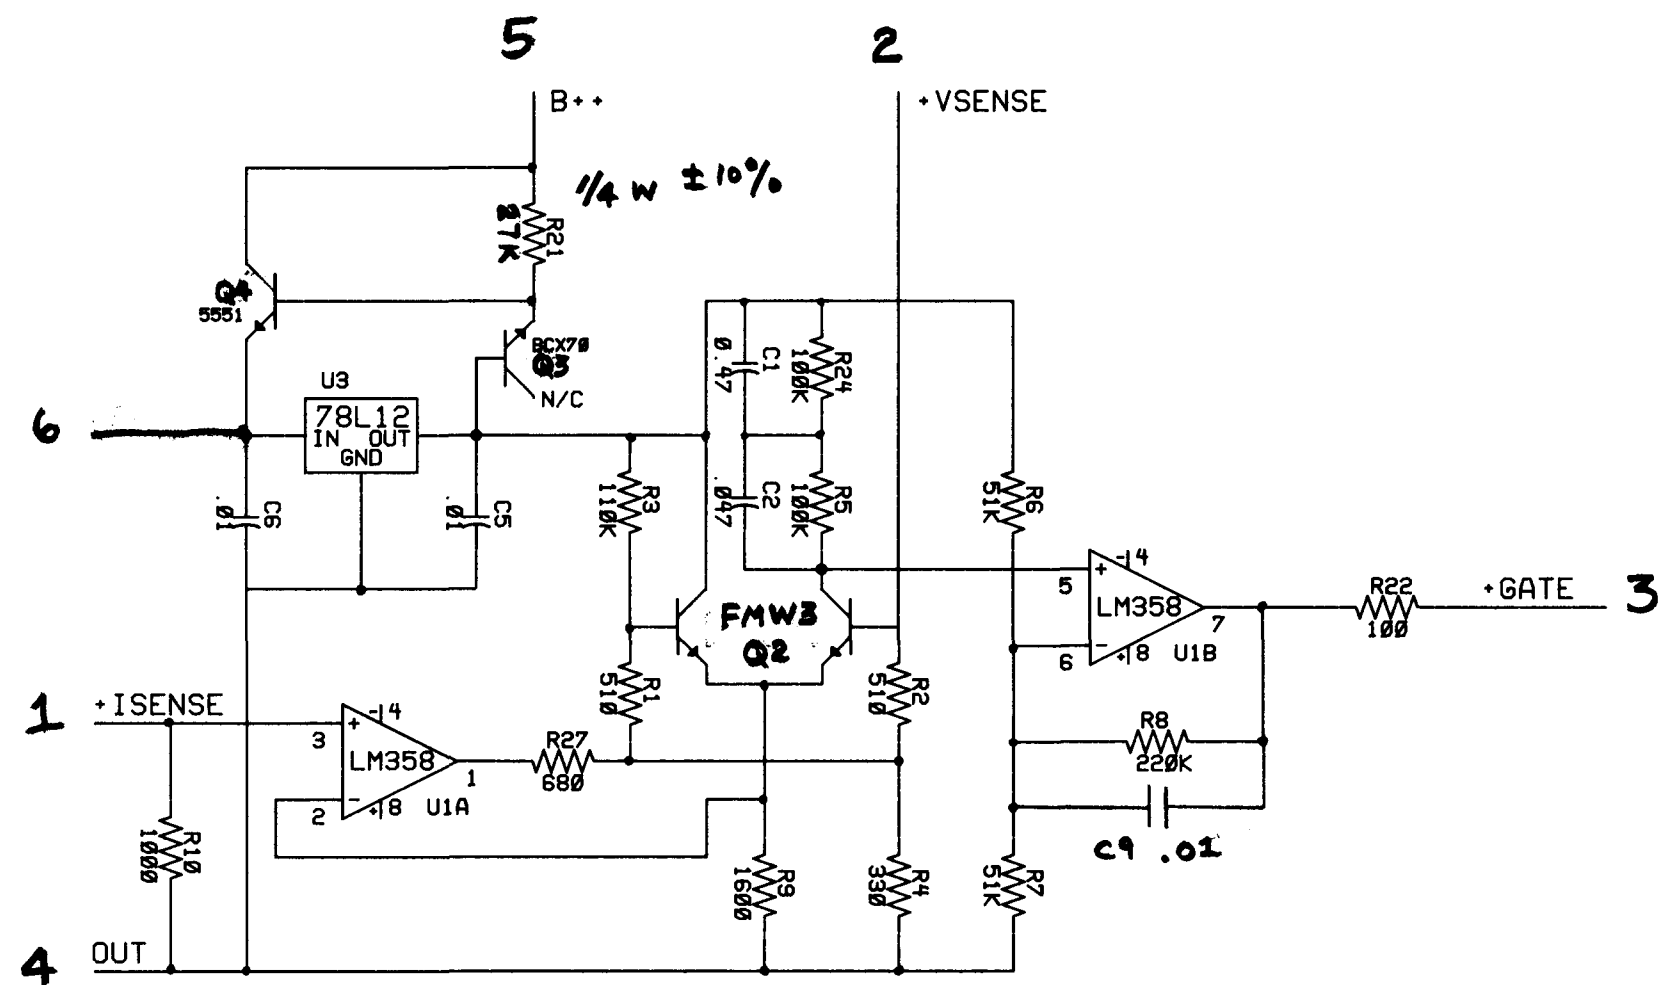 5
2
B++
+VSENSE
1/4 W ±10%
27K
R21
Q4
5551
BCX70
Q3
N/C
U3
78L12
IN OUT
GND
6
.01
C6
.01
C5
110K
R3
0.47
C1
100K
R24
.047
C2
100K
R5
51K
R6
-4
+
5
LM358
7
6
-
+8
U1B
R22
100
+GATE
3
FMW3
Q2
510
R1
510
R2
1
+ISENSE
-4
+
3
LM358
1
2
-
+8
U1A
R27
680
R8
220K
C9 .01
1000
R10
1600
R9
330
R4
51K
R7
4
OUT